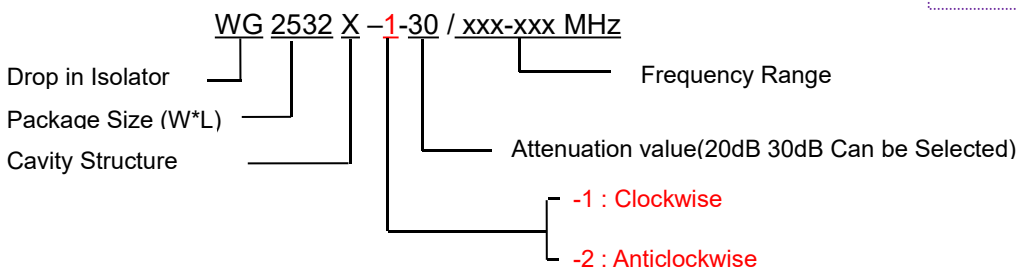 WG 2532 X –1-30 / xxx-xxx MHz
Drop in Isolator
Frequency Range
Package Size (W*L)
Attenuation value(20dB 30dB Can be Selected)
Cavity Structure
-1 : Clockwise
-2 : Anticlockwise